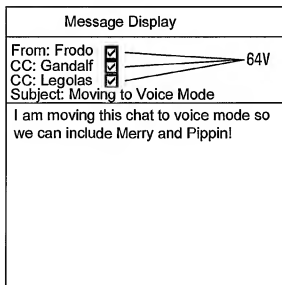 Message Display
From: Frodo
CC: Gandalf
CC: Legolas
64V
Subject: Moving to Voice Mode
I am moving this chat to voice mode so
we can include Merry and Pippin!